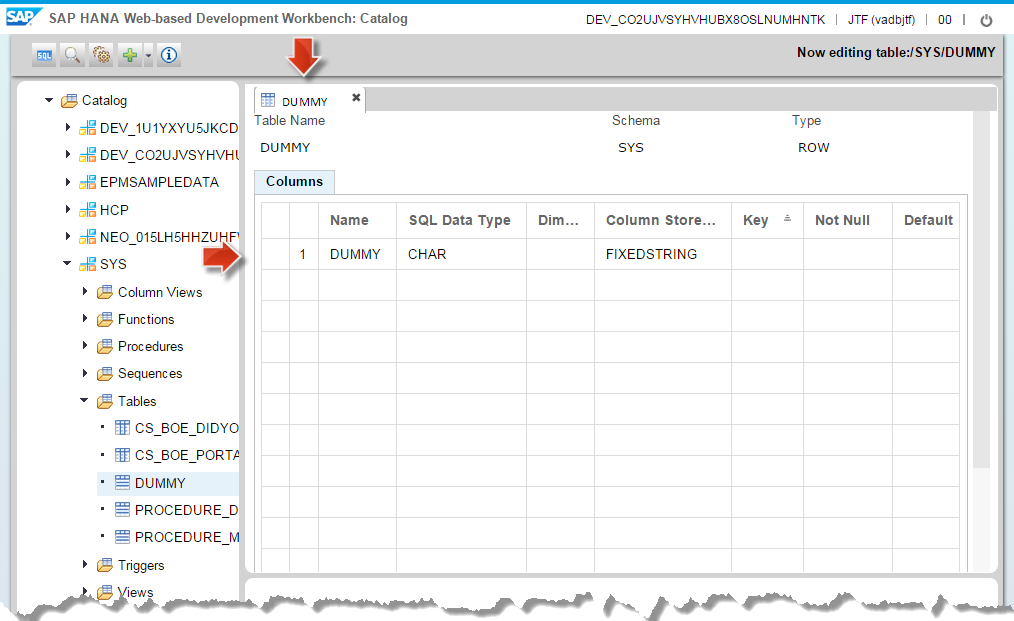 SAP SAP HANA Web-based Development Workbench: Catalog DEV_CO2UJVSYHVHUBX8OSLNUMHNTK | JTF (vadbjtf) | 00 |
SQL Now editing table:/SYS/DUMMY
Catalog
DEV_1U1YXYU5JKCD
DEV_CO2UJVSYHVHU
EPMSAMPLEDATA
HCP
NEO_015LH5HHZUHF
SYS
Column Views
Functions
Procedures
Sequences
Tables
CS_BOE_DIDYO
CS_BOE_PORTA
DUMMY
PROCEDURE_D
PROCEDURE_M
Triggers
Views
DUMMY
Table Name Schema Type
DUMMY SYS ROW
Columns
Name SQL Data Type Dim... Column Store... Key Not Null Default
1 DUMMY CHAR FIXEDSTRING